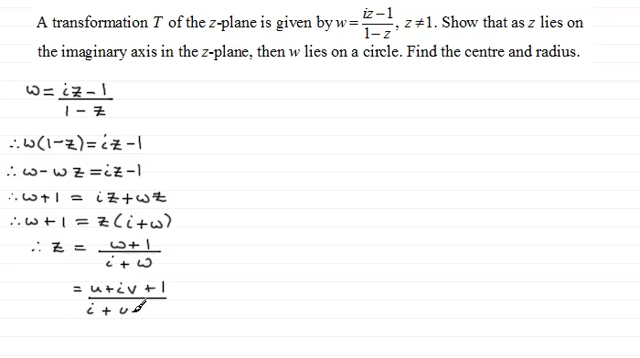 A transformation T of the z-plane is given by w = (iz−1)/(1−z), z ≠ 1. Show that as z lies on
the imaginary axis in the z-plane, then w lies on a circle. Find the centre and radius.
ω = (iz − 1)/(1 − z)
∴ ω(1−z) = iz−1
∴ ω − ωz = iz−1
∴ ω+1 = iz+ωz
∴ ω+1 = z(i+ω)
∴ z = (ω+1)/(i+ω)
= (u+iv+1)/(i+u